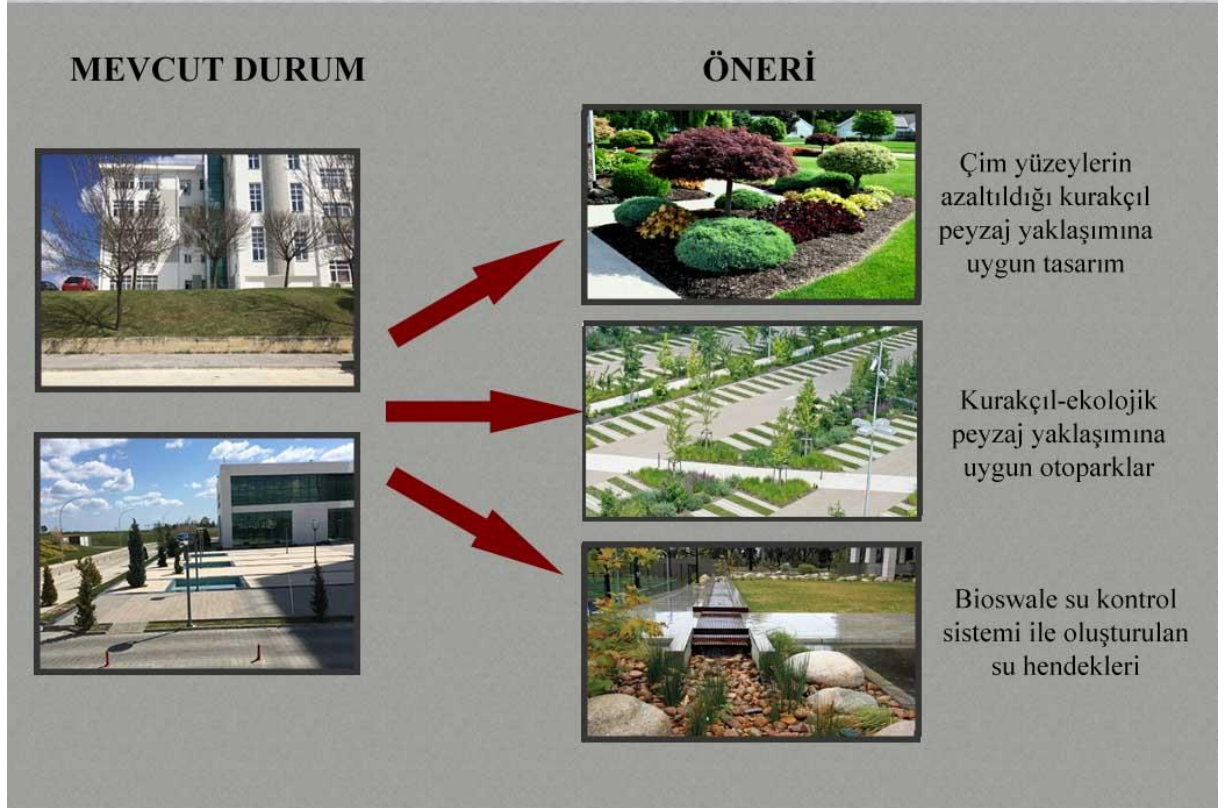 MEVCUT DURUM
ÖNERİ
Çim yüzeylerin
azaltıldığı kurakçıl
peyzaj yaklaşımına
uygun tasarım
Kurakçıl-ekolojik
peyzaj yaklaşımına
uygun otoparklar
Bioswale su kontrol
sistemi ile oluşturulan
su hendekleri